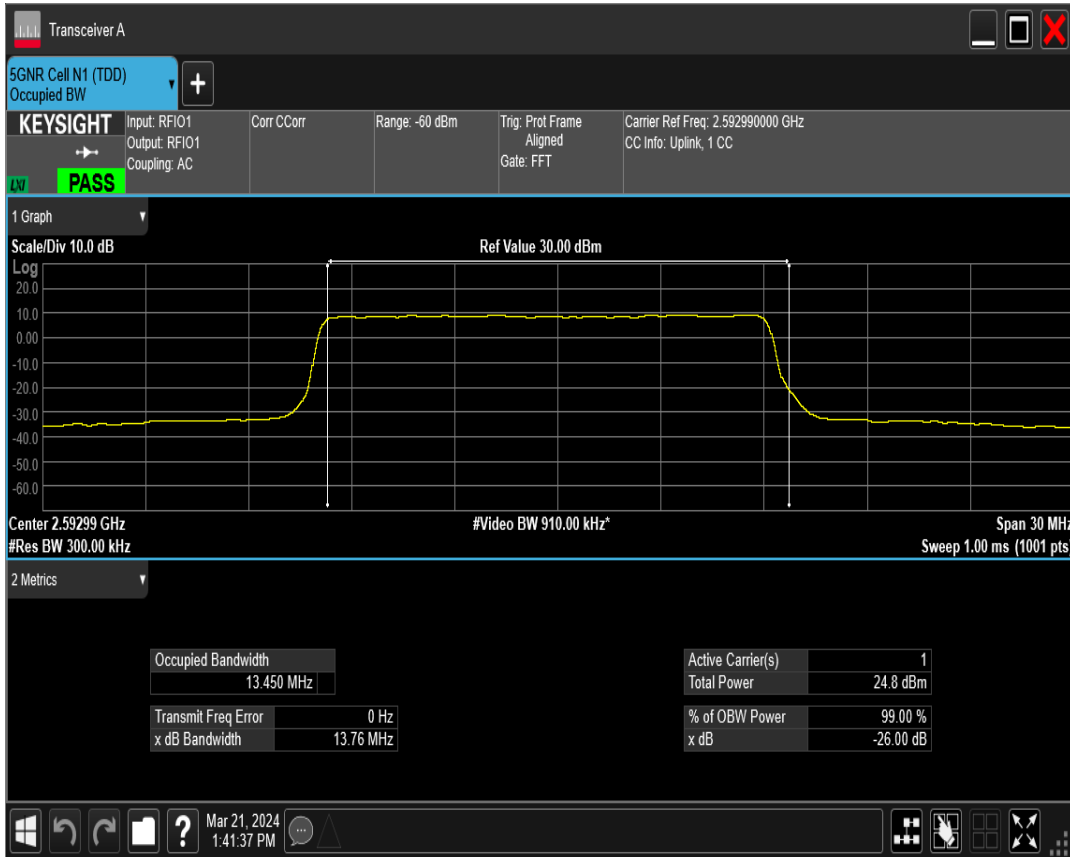 Transceiver A
5GNR Cell N1 (TDD)
Occupied BW
+
KEYSIGHT
LXI
PASS
Input: RFIO1
Output: RFIO1
Coupling: AC
Corr CCorr
Range: -60 dBm
Trig: Prot Frame
Aligned
Gate: FFT
Carrier Ref Freq: 2.592990000 GHz
CC Info: Uplink, 1 CC
1 Graph
Scale/Div 10.0 dB
Ref Value 30.00 dBm
Log
20.0
10.0
0.00
-10.0
-20.0
-30.0
-40.0
-50.0
-60.0
Center 2.59299 GHz
#Video BW 910.00 kHz*
Span 30 MHz
#Res BW 300.00 kHz
Sweep 1.00 ms (1001 pts)
2 Metrics
Occupied Bandwidth
13.450 MHz
Transmit Freq Error 0 Hz
x dB Bandwidth 13.76 MHz
Active Carrier(s) 1
Total Power 24.8 dBm
% of OBW Power 99.00 %
x dB -26.00 dB
?
Mar 21, 2024
1:41:37 PM